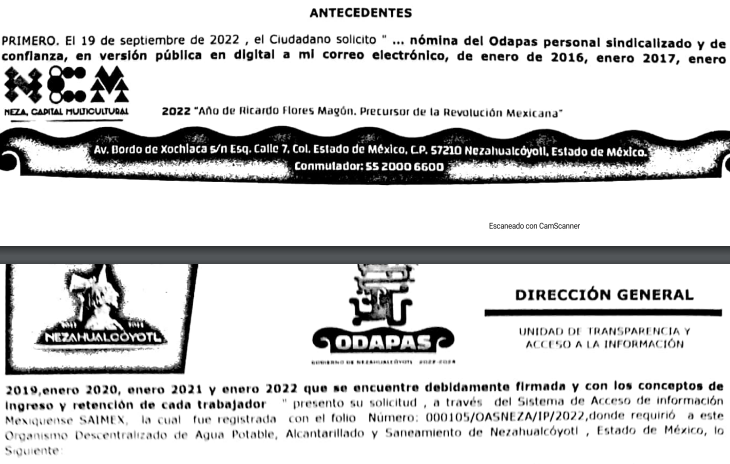 ANTECEDENTES
PRIMERO. El 19 de septiembre de 2022 , el Ciudadano solicito " ... nómina del Odapas personal sindicalizado y de
confianza, en versión pública en digital a mi correo electrónico, de enero de 2016, enero 2017, enero
NEZA, CAPITAL MULTICULTURAL
2022 "Año de Ricardo Flores Magón. Precursor de la Revolución Mexicana"
Av. Bordo de Xochiaca s/n Esq. Calle 7, Col. Estado de México, C.P. 57210 Nezahualcóyotl, Estado de México.
Conmutador: 55 2000 6600
Escaneado con CamScanner
NEZAHUALCÓYOTL
ODAPAS
GOBIERNO DE NEZAHUALCÓYOTL 2022-2024
DIRECCIÓN GENERAL
UNIDAD DE TRANSPARENCIA Y
ACCESO A LA INFORMACIÓN
2019,enero 2020, enero 2021 y enero 2022 que se encuentre debidamente firmada y con los conceptos de
ingreso y retención de cada trabajador " presento su solicitud , a través del Sistema de Acceso de información
Mexiquense SAIMEX, la cual fue registrada con el folio Número: 000105/OASNEZA/IP/2022,donde requirió a este
Organismo Descentralizado de Agua Potable, Alcantarillado y Saneamiento de Nezahualcóyotl , Estado de México, lo
Siguiente: